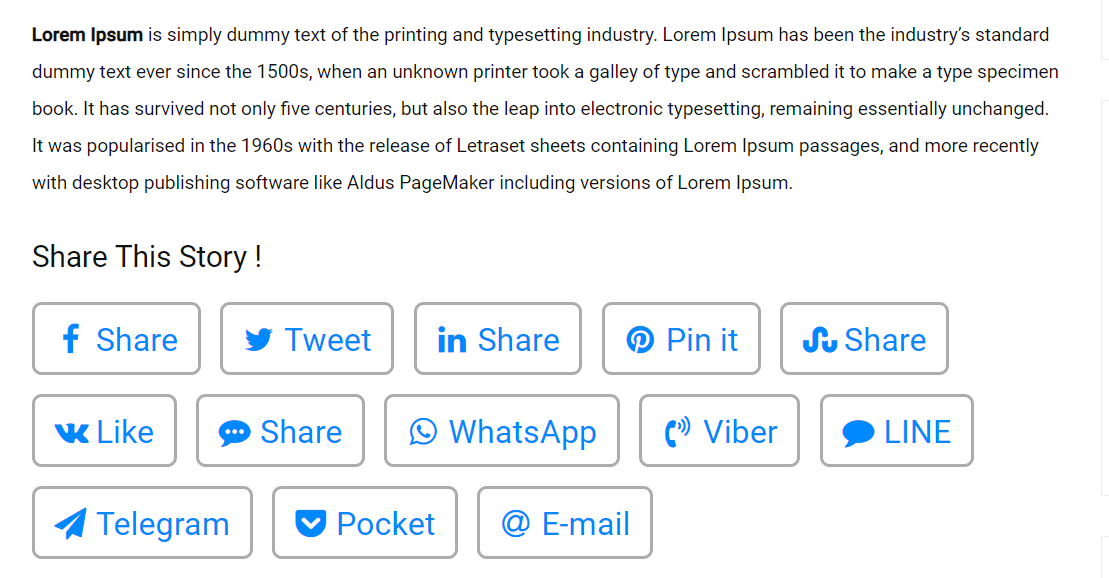 Lorem Ipsum is simply dummy text of the printing and typesetting industry. Lorem Ipsum has been the industry’s standard
dummy text ever since the 1500s, when an unknown printer took a galley of type and scrambled it to make a type specimen
book. It has survived not only five centuries, but also the leap into electronic typesetting, remaining essentially unchanged.
It was popularised in the 1960s with the release of Letraset sheets containing Lorem Ipsum passages, and more recently
with desktop publishing software like Aldus PageMaker including versions of Lorem Ipsum.
Share This Story !
Share Tweet Share Pin it Share
Like Share WhatsApp Viber LINE
Telegram Pocket @ E-mail